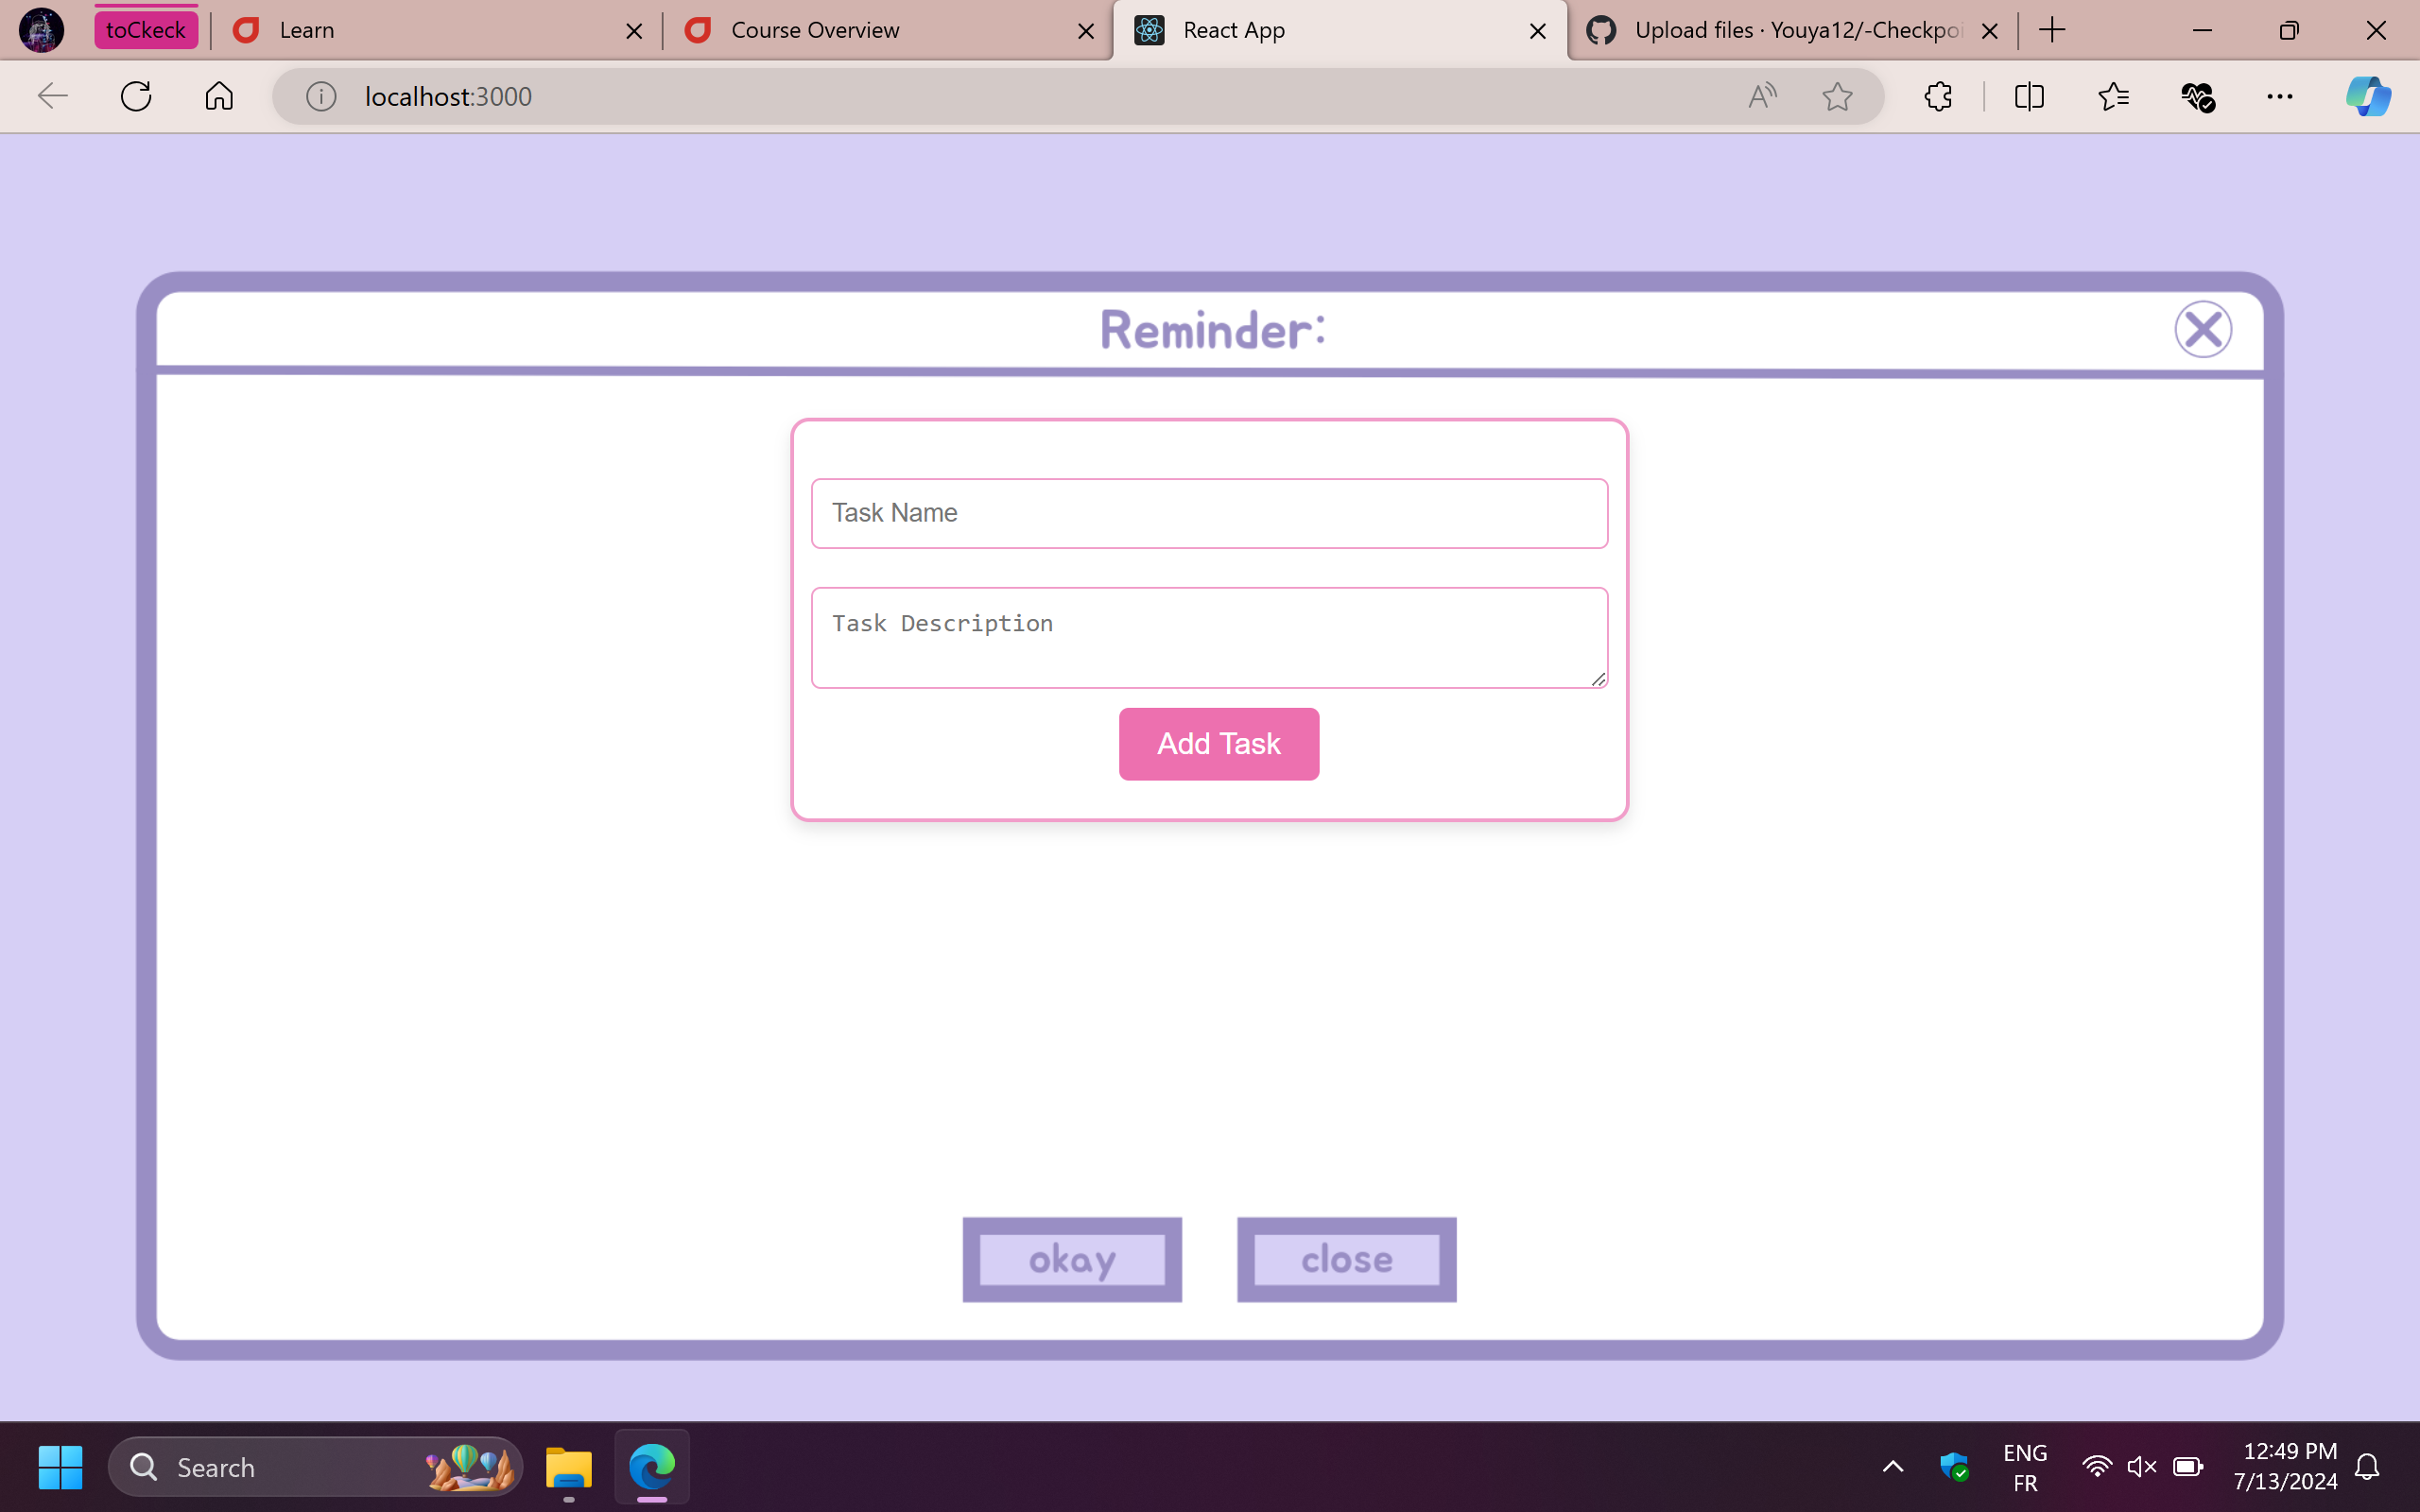 toCkeck
Learn
Course Overview
React App
Upload files · Youya12/-Checkpoi
localhost:3000
Reminder:
Task Name
Task Description
Add Task
okay
close
Search
ENG
FR
12:49 PM
7/13/2024